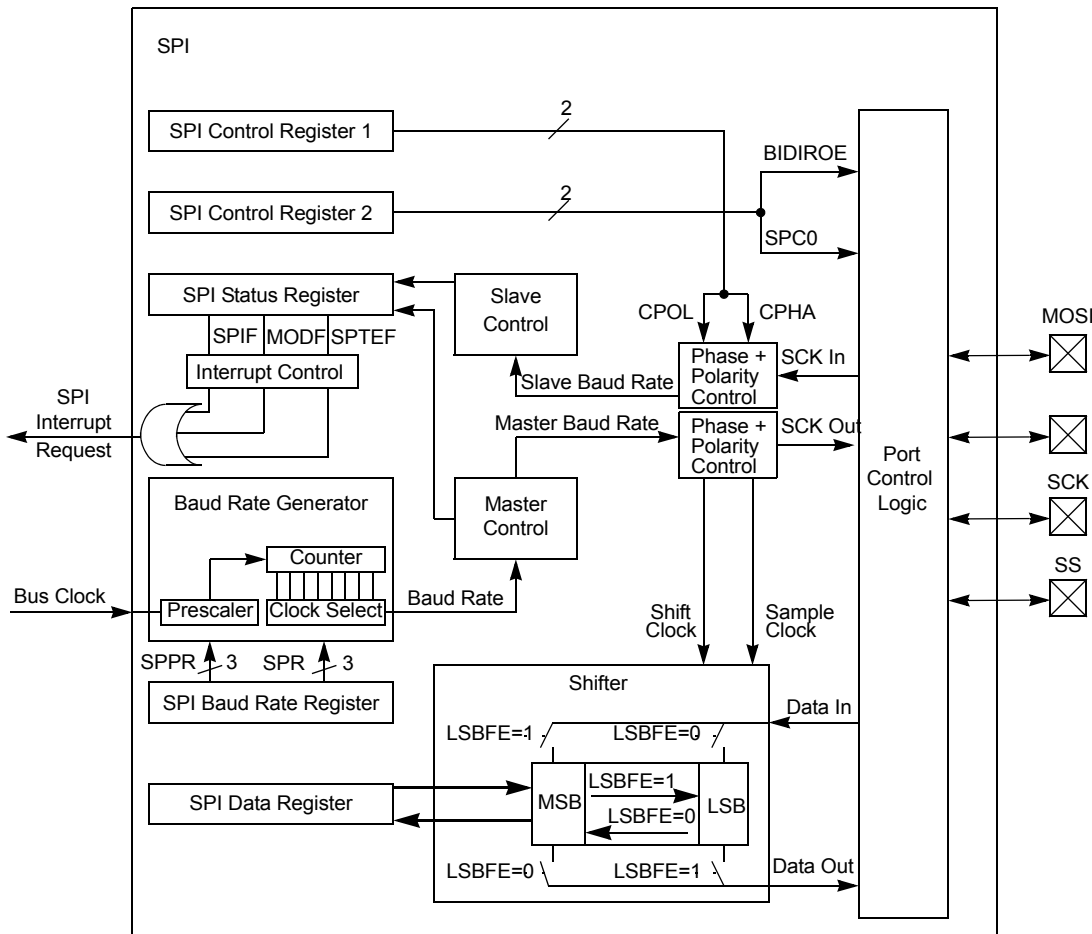 SPI
SPI Control Register 1
2
BIDIROE
SPI Control Register 2
2
SPC0
SPI Status Register
Slave
Control
CPOL
CPHA
SPIF
MODF
SPTEF
Interrupt Control
Phase +
Polarity
Control
SCK In
Slave Baud Rate
MOSI
SPI
Interrupt
Request
Master Baud Rate
Phase +
Polarity
Control
SCK Out
Port
Control
Logic
Baud Rate Generator
Master
Control
SCK
Counter
Bus Clock
Prescaler
Clock Select
Baud Rate
SS
Shift
Clock
Sample
Clock
SPPR
3
SPR
3
SPI Baud Rate Register
Shifter
Data In
LSBFE=1
LSBFE=0
SPI Data Register
MSB
LSBFE=1
LSBFE=0
LSB
LSBFE=0
LSBFE=1
Data Out